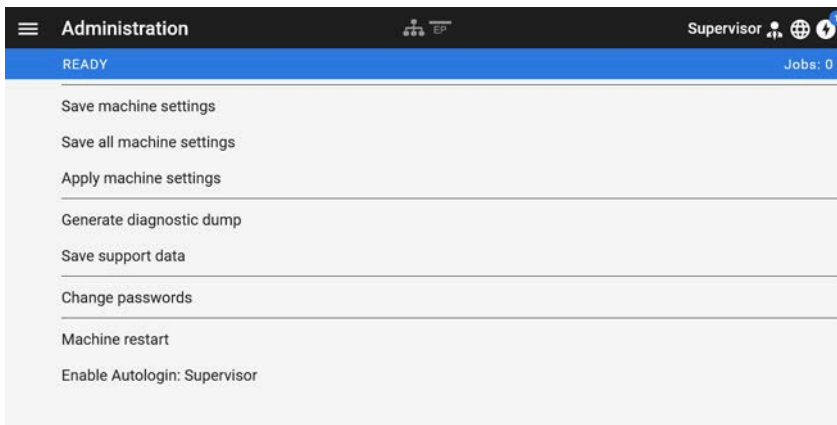 Administration EP Supervisor
READY Jobs: 0
Save machine settings
Save all machine settings
Apply machine settings
Generate diagnostic dump
Save support data
Change passwords
Machine restart
Enable Autologin: Supervisor